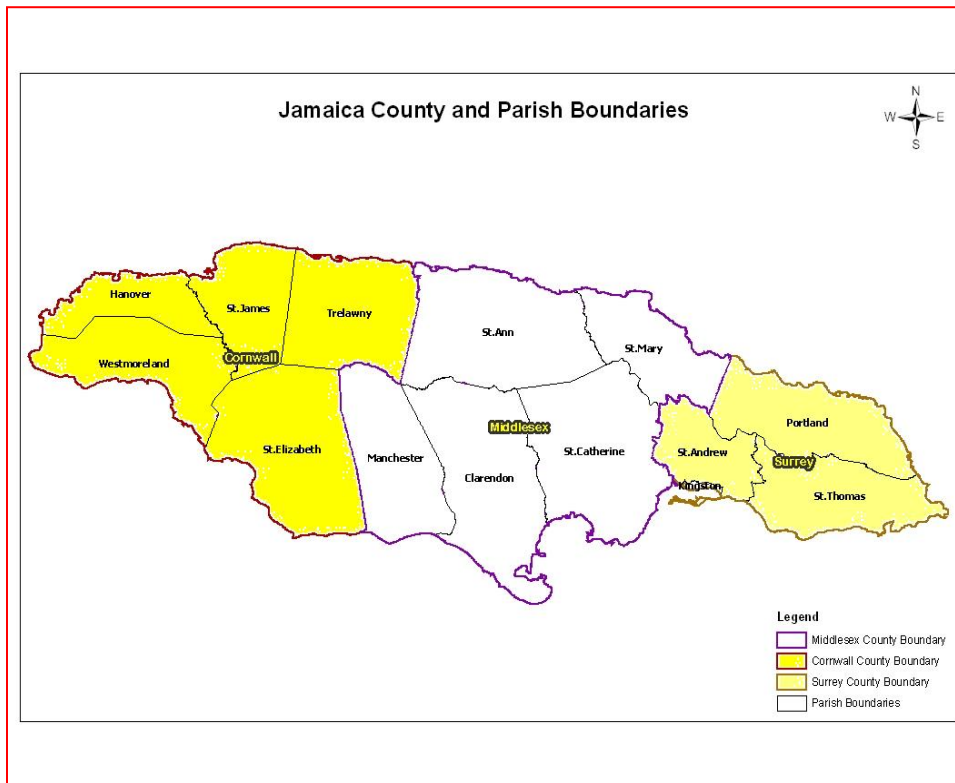 Jamaica County and Parish Boundaries
N
W E
S
Hanover
St.James
Trelawny
St.Ann
St.Mary
Westmoreland
Cornwall
Portland
St.Elizabeth
Manchester
Middlesex
St.Catherine
St.Andrew
Surrey
Clarendon
Kingston
St.Thomas
Legend
Middlesex County Boundary
Cornwall County Boundary
Surrey County Boundary
Parish Boundaries